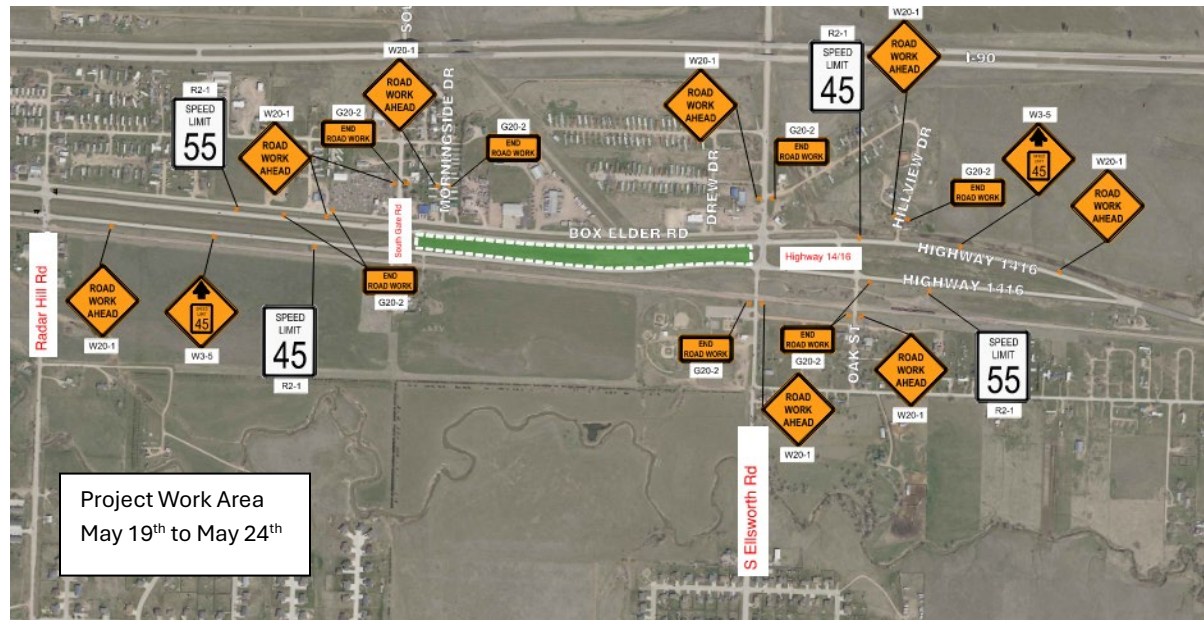 SOU
I-90
W20-1
ROAD
WORK
AHEAD
R2-1
SPEED
LIMIT
55
W20-1
ROAD
WORK
AHEAD
G20-2
END
ROAD WORK
MORNINGSIDE DR
G20-2
END
ROAD WORK
W20-1
ROAD
WORK
AHEAD
G20-2
END
ROAD WORK
DREW DR
R2-1
SPEED
LIMIT
45
W20-1
ROAD
WORK
AHEAD
HILLVIEW DR
G20-2
END
ROAD WORK
W3-5
SPEED
LIMIT
45
W20-1
ROAD
WORK
AHEAD
South Gate Rd
BOX ELDER RD
Highway 14/16
HIGHWAY 1416
HIGHWAY 1416
Radar Hill Rd
ROAD
WORK
AHEAD
W20-1
SPEED
LIMIT
45
W3-5
SPEED
LIMIT
45
R2-1
END
ROAD WORK
G20-2
END
ROAD WORK
G20-2
S Ellsworth Rd
ROAD
WORK
AHEAD
W20-1
END
ROAD WORK
G20-2
OAK ST
ROAD
WORK
AHEAD
W20-1
SPEED
LIMIT
55
R2-1
Project Work Area
May 19th to May 24th